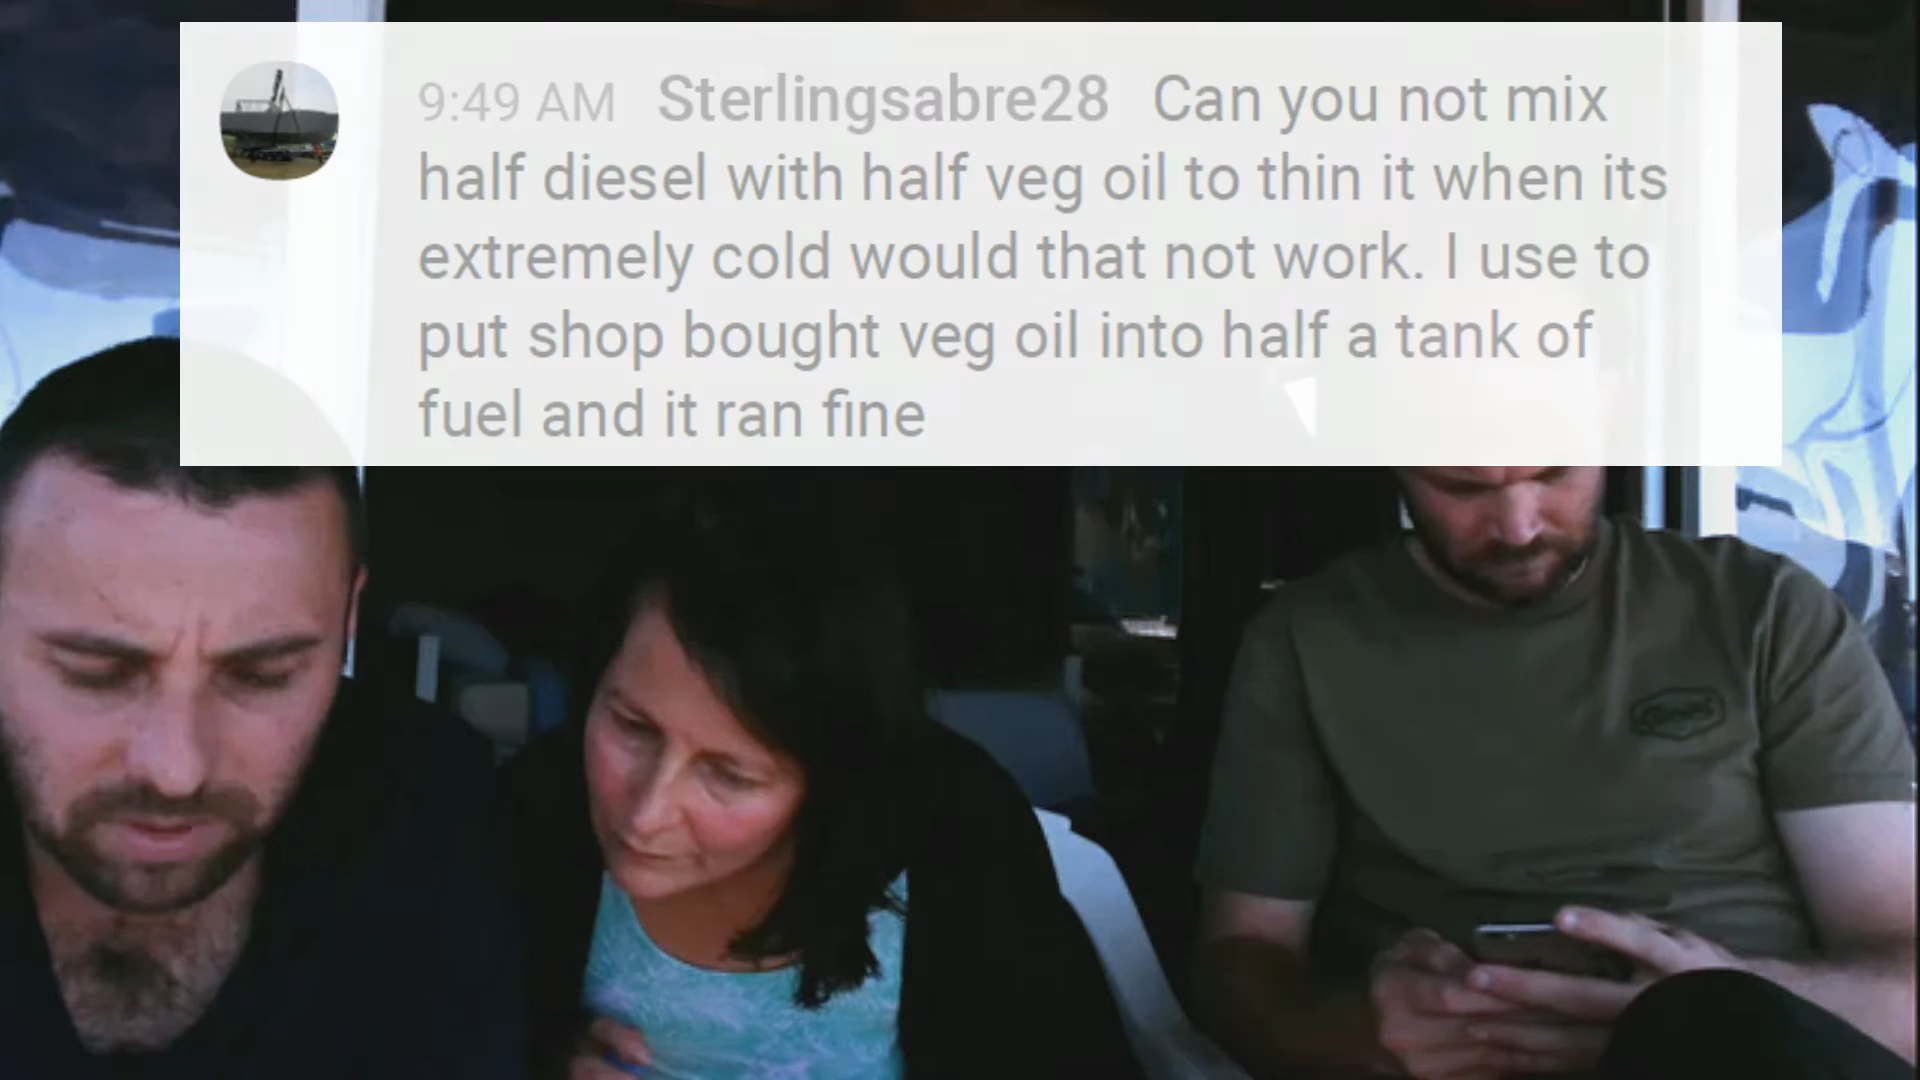 9:49 AM Sterlingsabre28 Can you not mix
half diesel with half veg oil to thin it when its
extremely cold would that not work. I use to
put shop bought veg oil into half a tank of
fuel and it ran fine